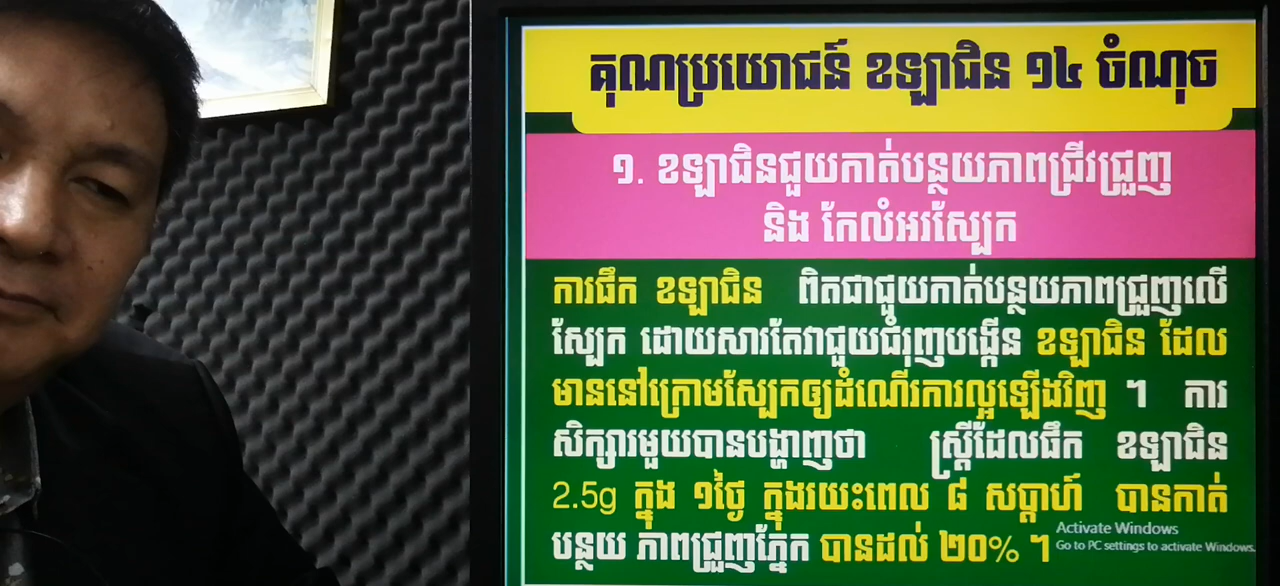 គុណប្រយោជន៍ ខឡាជិន ១៤ ចំណុច
១. ខឡាជិនជួយកាត់បន្ថយភាពជ្រីវជ្រួញ
និង កែលំអរស្បែក
ការផឹក ខឡាជិន ពិតជាជួយកាត់បន្ថយភាពជ្រួញលើ
ស្បែក ដោយសារតែវាជួយជំរុញបង្កើន ខឡាជិន ដែល
មាននៅក្រោមស្បែកឲ្យដំណើរការល្អឡើងវិញ ។ ការ
សិក្សារមួយបានបង្ហាញថា ស្ត្រីដែលផឹក ខឡាជិន
2.5g ក្នុង ១ថ្ងៃ ក្នុងរយះពេល ៨ សប្តាហ៍ បានកាត់
បន្ថយ ភាពជ្រួញភ្នែក បានដល់ ២០% ។
Activate Windows
Go to PC settings to activate Windows.